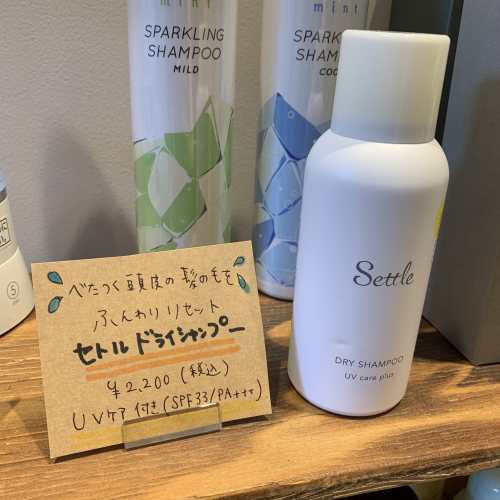 mint
SPARKLING
SHAMPOO
MILD
mint
SPARK
SHAM
COO
Settle
DRY SHAMPOO
UV care plus
べたつく頭皮の髪の毛を
ふんわりリセット
セトルドライシャンプー
¥2,200（税込）
UVケア付き（SPF33/PA+++）
⑤